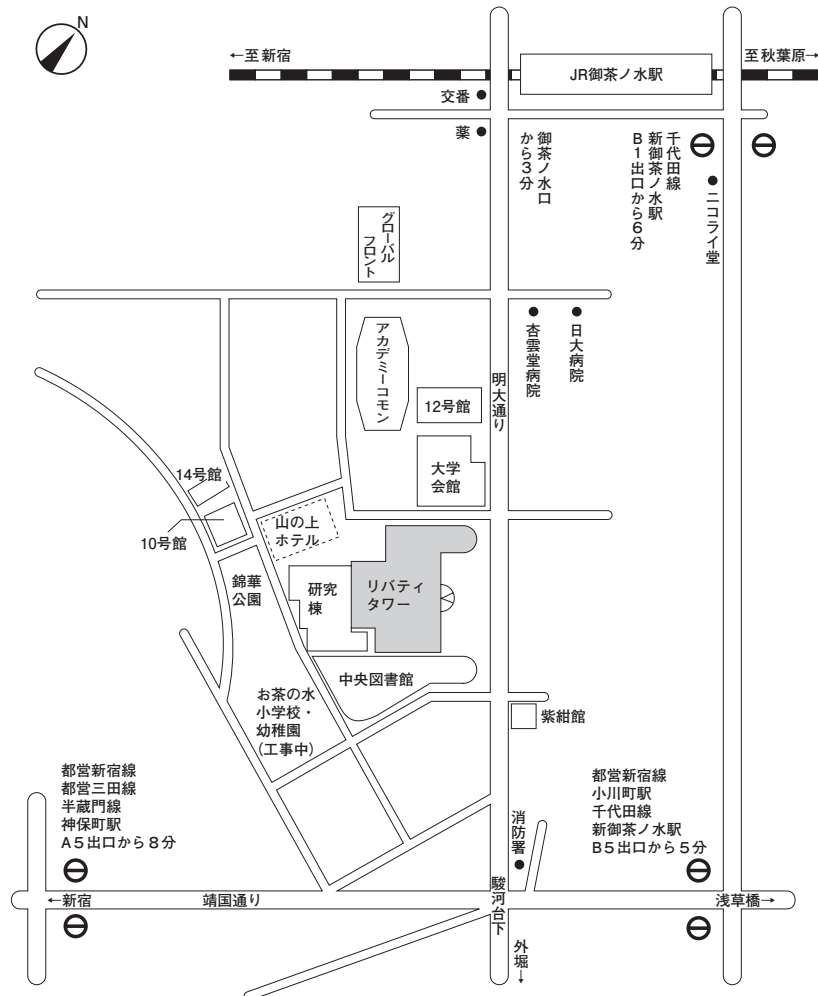 N
←至新宿
JR御茶ノ水駅
至秋葉原→
交番
薬
御茶ノ水口
から3分
千代田線
新御茶ノ水駅
B1出口から6分
ニコライ堂
グローバル
フロント
アカデミーコモン
12号館
明大通り
杏雲堂病院
日大病院
大学
会館
14号館
10号館
山の上
ホテル
錦華
公園
研究
棟
リバティ
タワー
中央図書館
お茶の水
小学校・
幼稚園
(工事中)
紫紺館
都営新宿線
都営三田線
半蔵門線
神保町駅
A5出口から8分
消防署
都営新宿線
小川町駅
千代田線
新御茶ノ水駅
B5出口から5分
←新宿
靖国通り
駿河台下
浅草橋→
外堀→